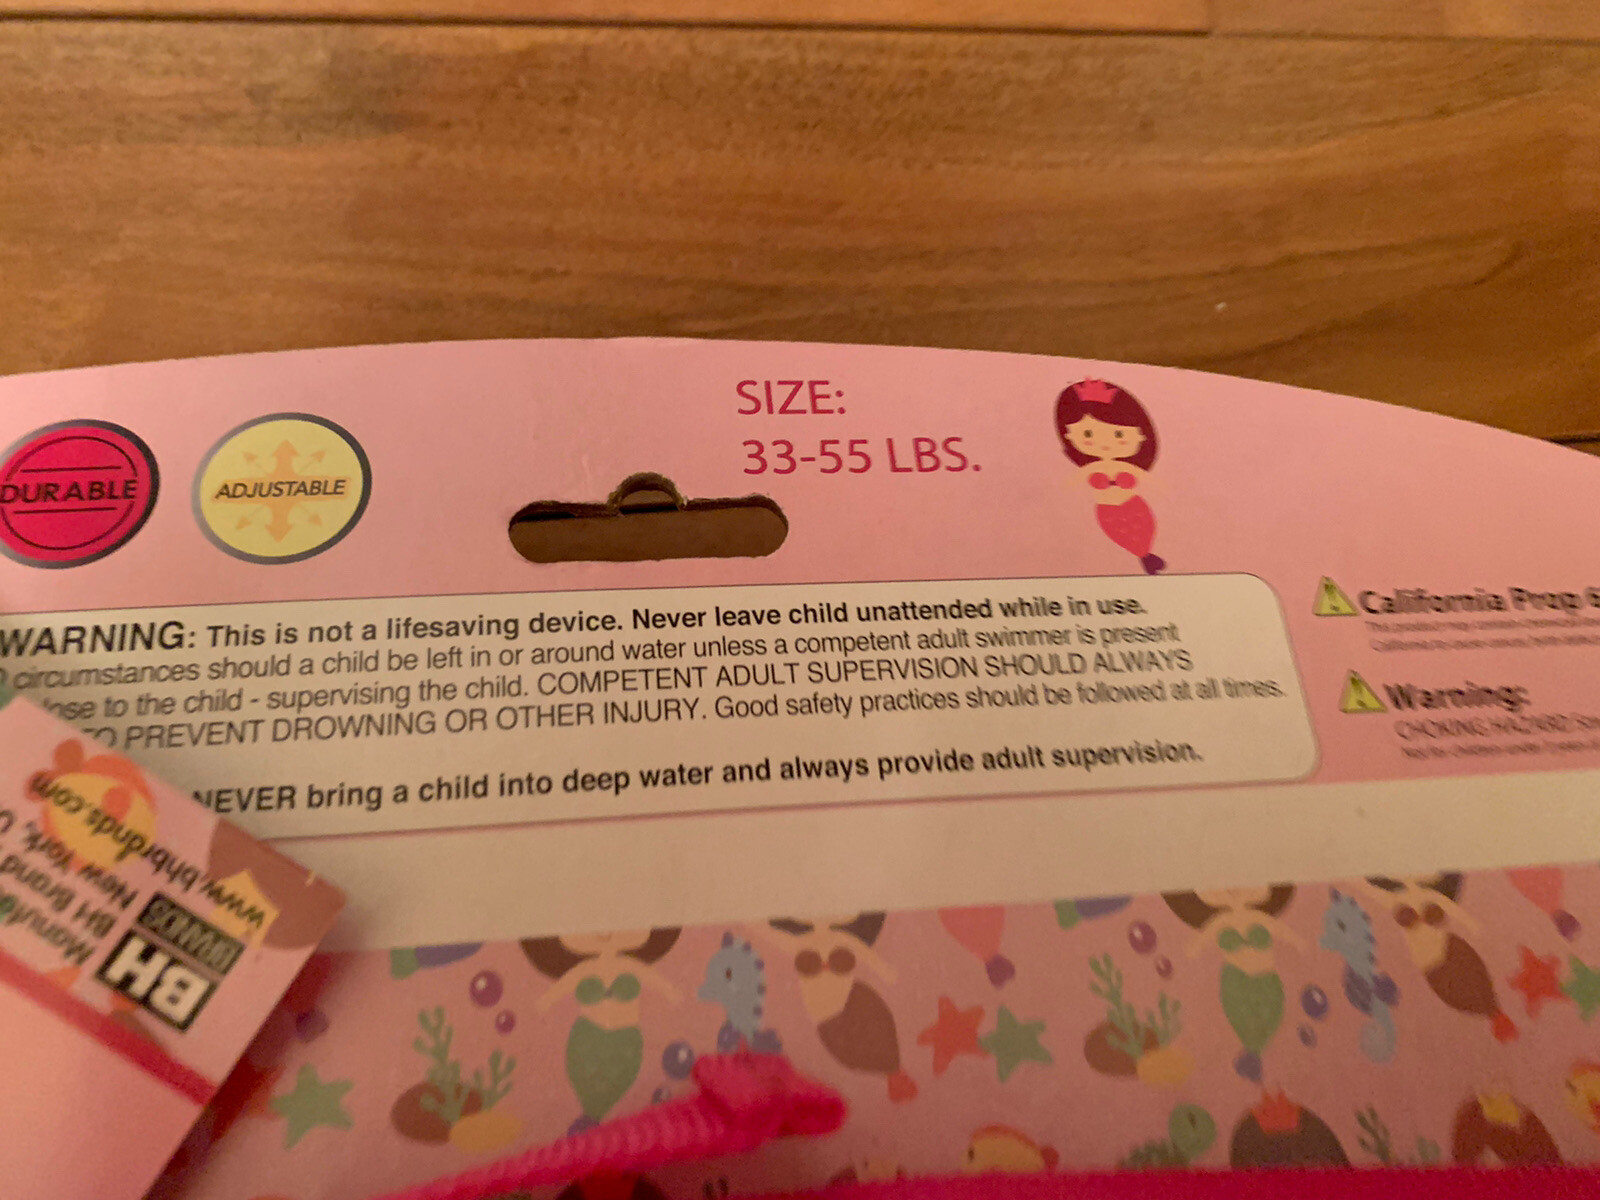 SIZE:
33-55 LBS.
DURABLE
ADJUSTABLE
WARNING: This is not a lifesaving device. Never leave child unattended while in use.
circumstances should a child be left in or around water unless a competent adult swimmer is present
to the child - supervising the child. COMPETENT ADULT SUPERVISION SHOULD ALWAYS
PREVENT DROWNING OR OTHER INJURY. Good safety practices should be followed at all times.
NEVER bring a child into deep water and always provide adult supervision.
California Prop
Warning:
CHOKING HAZARD
www.bhbrands.com
New York,
BH
BH
BRANDS